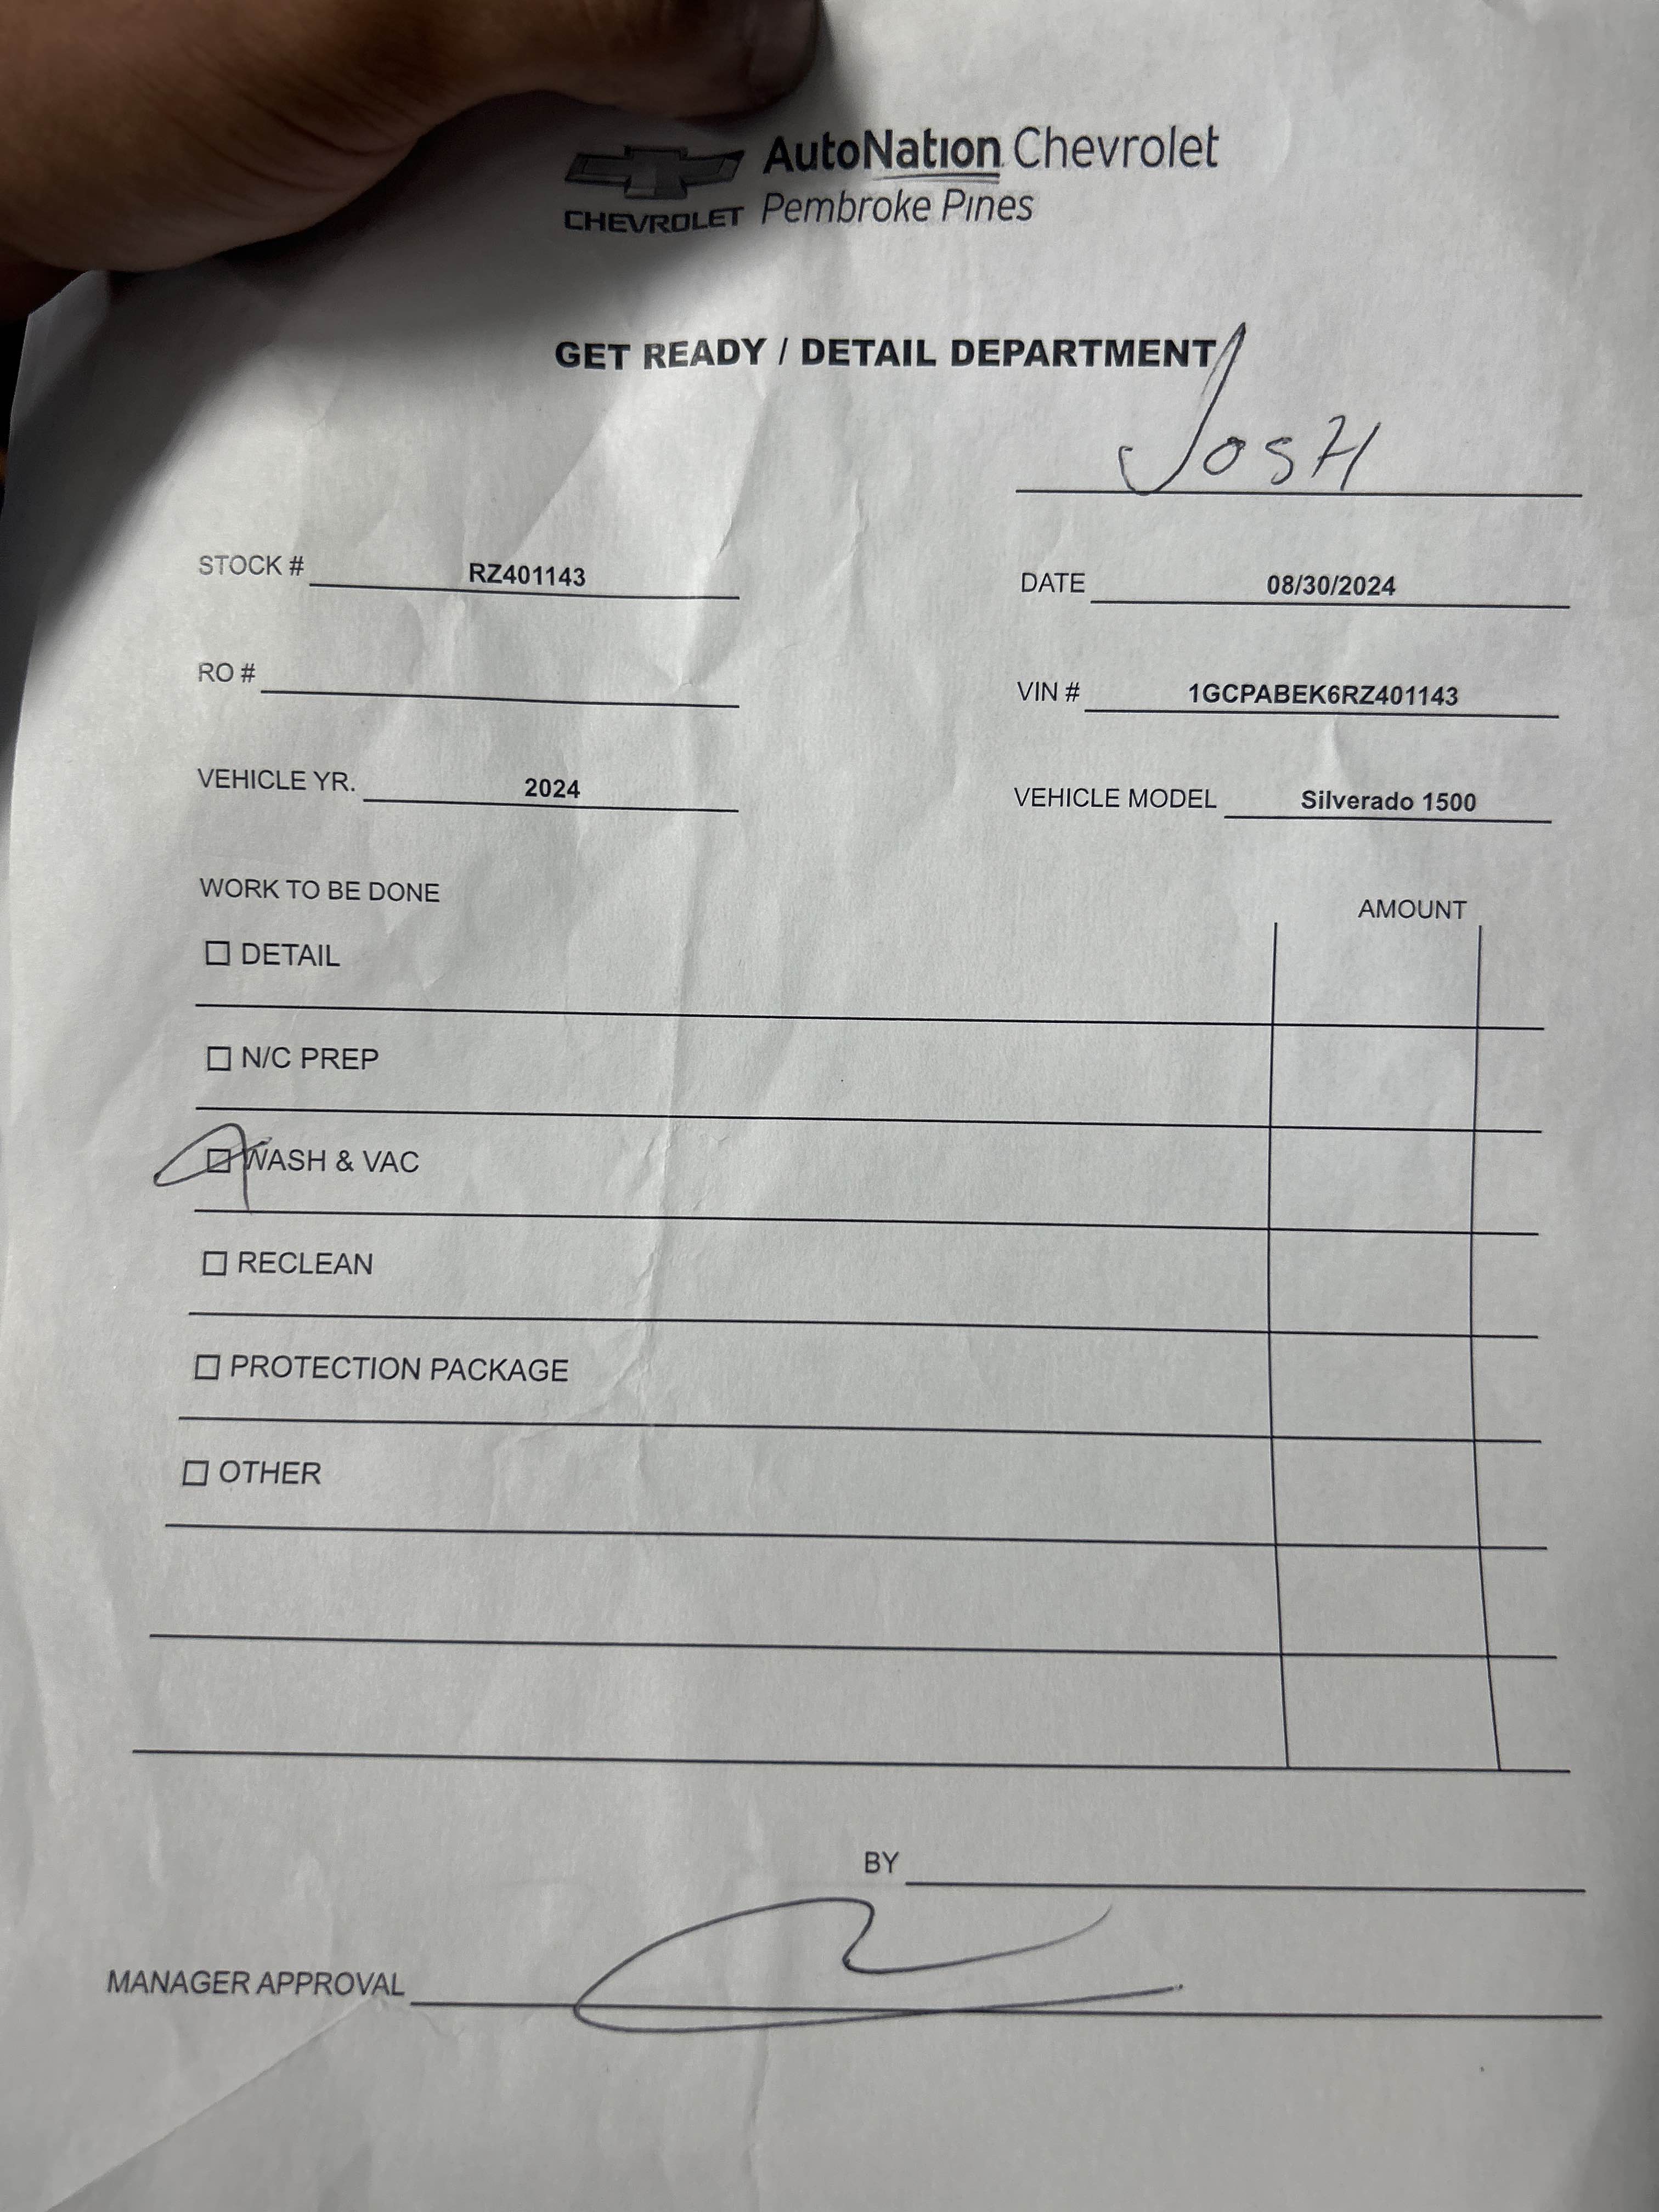 AutoNation Chevrolet
CHEVROLET Pembroke Pines
GET READY / DETAIL DEPARTMENT
JOSH
STOCK # RZ401143 DATE 08/30/2024
RO # VIN # 1GCPABEK6RZ401143
VEHICLE YR. 2024 VEHICLE MODEL Silverado 1500
WORK TO BE DONE AMOUNT
☐ DETAIL
☐ N/C PREP
☐ WASH & VAC
☐ RECLEAN
☐ PROTECTION PACKAGE
☐ OTHER
BY
MANAGER APPROVAL